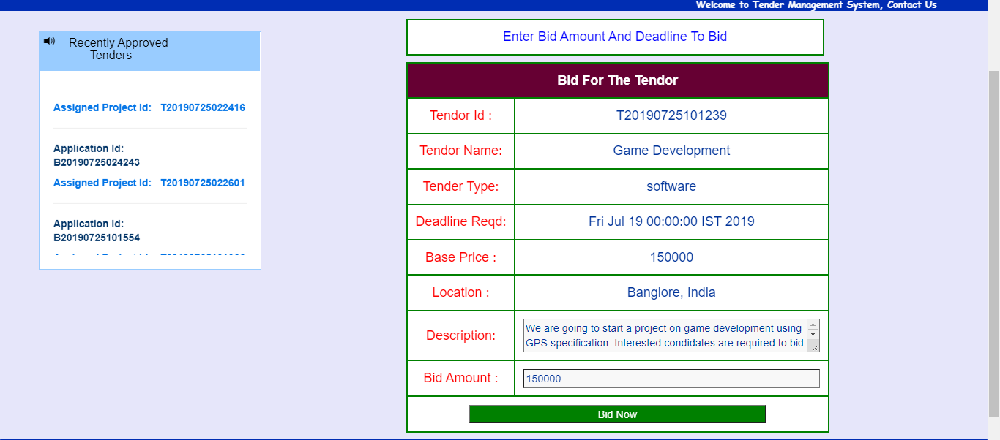 Welcome to Tender Management System, Contact Us
Recently Approved
Tenders
Assigned Project Id: T20190725022416
Application Id:
B20190725024243
Assigned Project Id: T20190725022601
Application Id:
B20190725101554
Enter Bid Amount And Deadline To Bid
Bid For The Tendor
Tendor Id : T20190725101239
Tendor Name: Game Development
Tender Type: software
Deadline Reqd: Fri Jul 19 00:00:00 IST 2019
Base Price : 150000
Location : Banglore, India
Description: We are going to start a project on game development using
GPS specification. Interested condidates are required to bid
Bid Amount : 150000
Bid Now